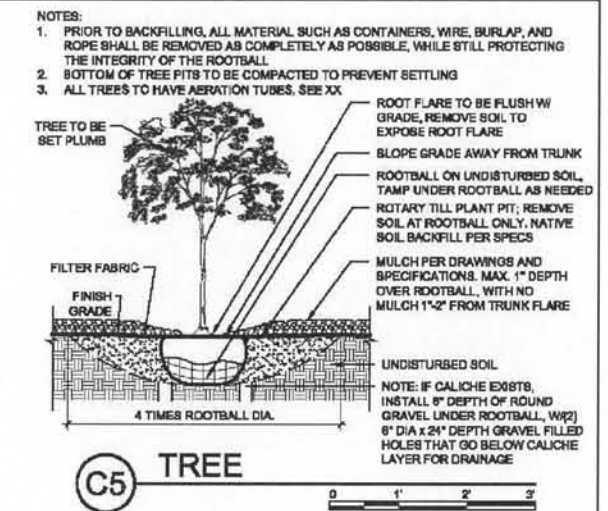 NOTES:
1. PRIOR TO BACKFILLING, ALL MATERIAL SUCH AS CONTAINERS, WIRE, BURLAP, AND
ROPE SHALL BE REMOVED AS COMPLETELY AS POSSIBLE, WHILE STILL PROTECTING
THE INTEGRITY OF THE ROOTBALL
2. BOTTOM OF TREE PITS TO BE COMPACTED TO PREVENT SETTLING
3. ALL TREES TO HAVE AERATION TUBES, SEE XX
TREE TO BE
SET PLUMB
FILTER FABRIC
FINISH
GRADE
ROOT FLARE TO BE FLUSH W/
GRADE, REMOVE SOIL TO
EXPOSE ROOT FLARE
SLOPE GRADE AWAY FROM TRUNK
ROOTBALL ON UNDISTURBED SOIL,
TAMP UNDER ROOTBALL AS NEEDED
ROTARY TILL PLANT PIT; REMOVE
SOIL AT ROOTBALL ONLY. NATIVE
SOIL BACKFILL PER SPECS
MULCH PER DRAWINGS AND
SPECIFICATIONS. MAX. 1" DEPTH
OVER ROOTBALL, WITH NO
MULCH 1"-2" FROM TRUNK FLARE
UNDISTURBED SOIL
NOTE: IF CALICHE EXISTS,
INSTALL 6" DEPTH OF ROUND
GRAVEL UNDER ROOTBALL, W/(2)
6" DIA x 24" DEPTH GRAVEL FILLED
HOLES THAT GO BELOW CALICHE
LAYER FOR DRAINAGE
4 TIMES ROOTBALL DIA.
C5 TREE
0 1' 2' 3'